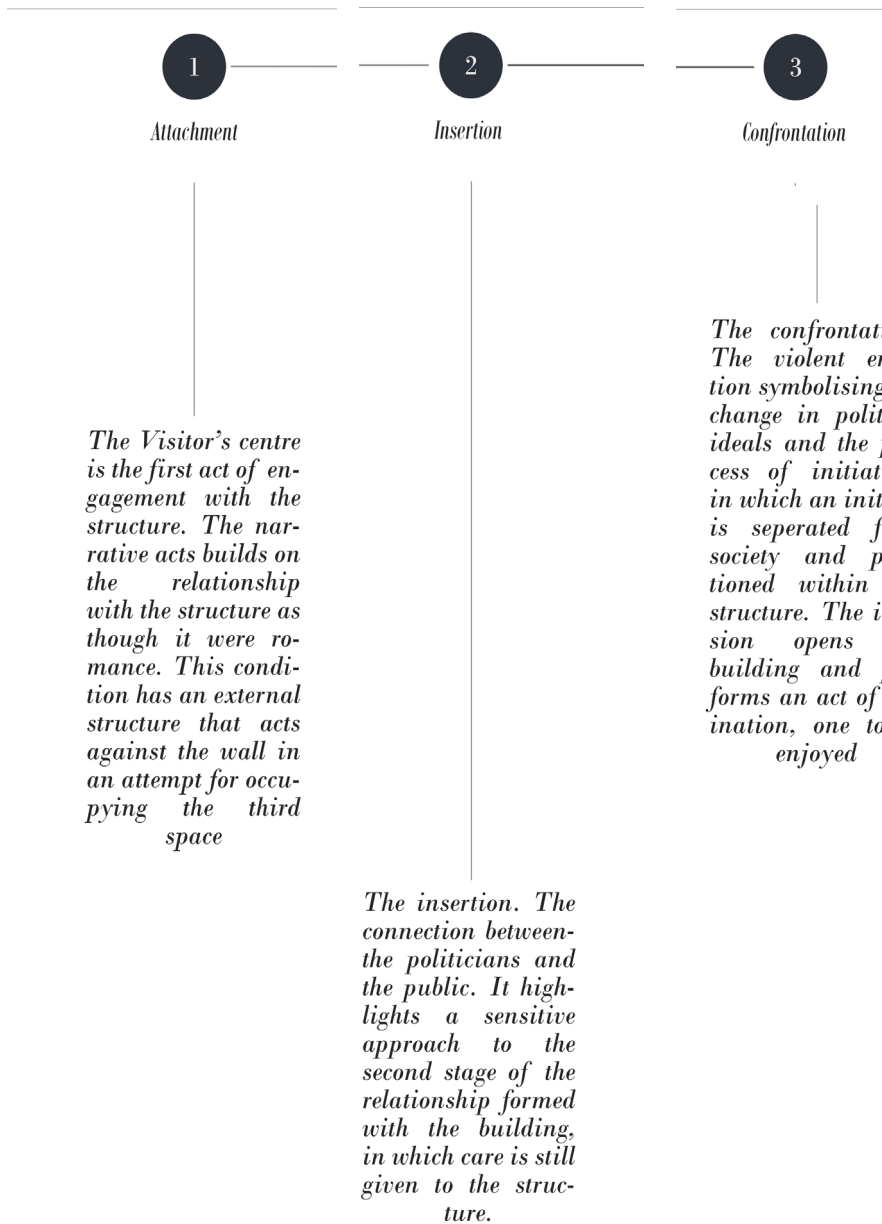 1
Attachment
The Visitor's centre
is the first act of en-
gagement with the
structure. The nar-
rative acts builds on
the relationship
with the structure as
though it were ro-
mance. This condi-
tion has an external
structure that acts
against the wall in
an attempt for occu-
pying the third
space
2
Insertion
The insertion. The
connection between-
the politicians and
the public. It high-
lights a sensitive
approach to the
second stage of the
relationship formed
with the building,
in which care is still
given to the struc-
ture.
3
Confrontation
The confrontati
The violent
tion symbolising
change in polit
ideals and the
cess of initiat
in which an init
is seperated f
society and p
tioned within
structure. The i
sion opens
building and
forms an act of
ination, one to
enjoyed